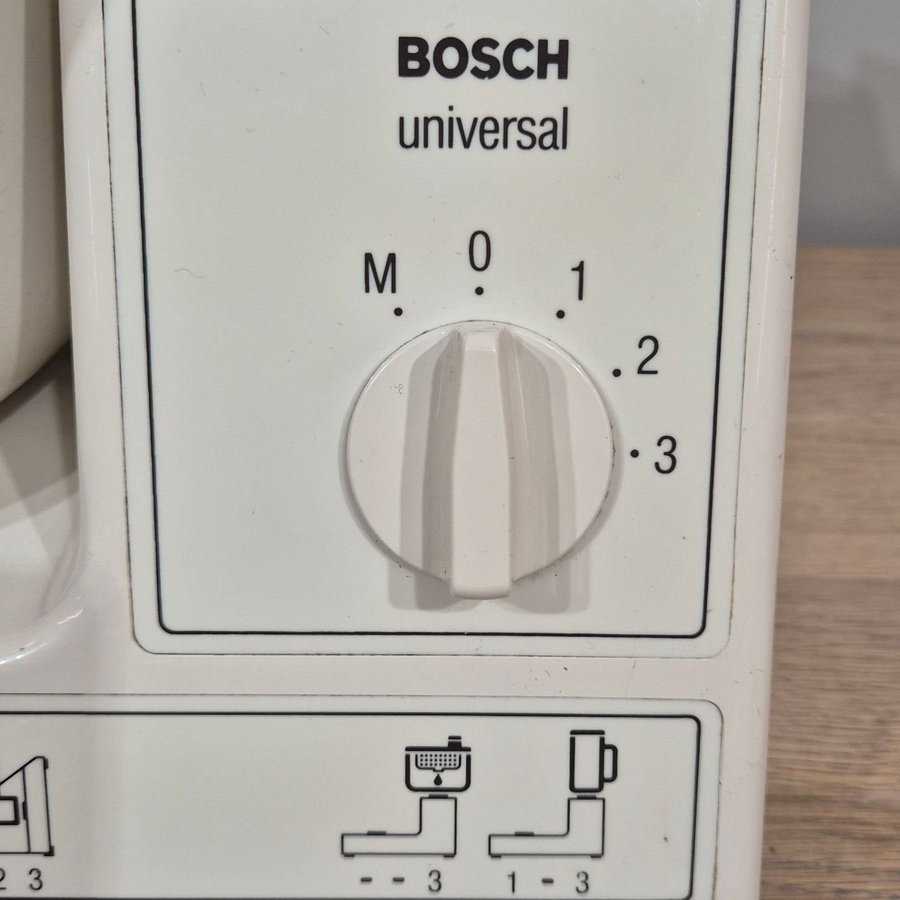 BOSCH
universal
M 0 1
2
3
2 3 - - 3 1 - 3